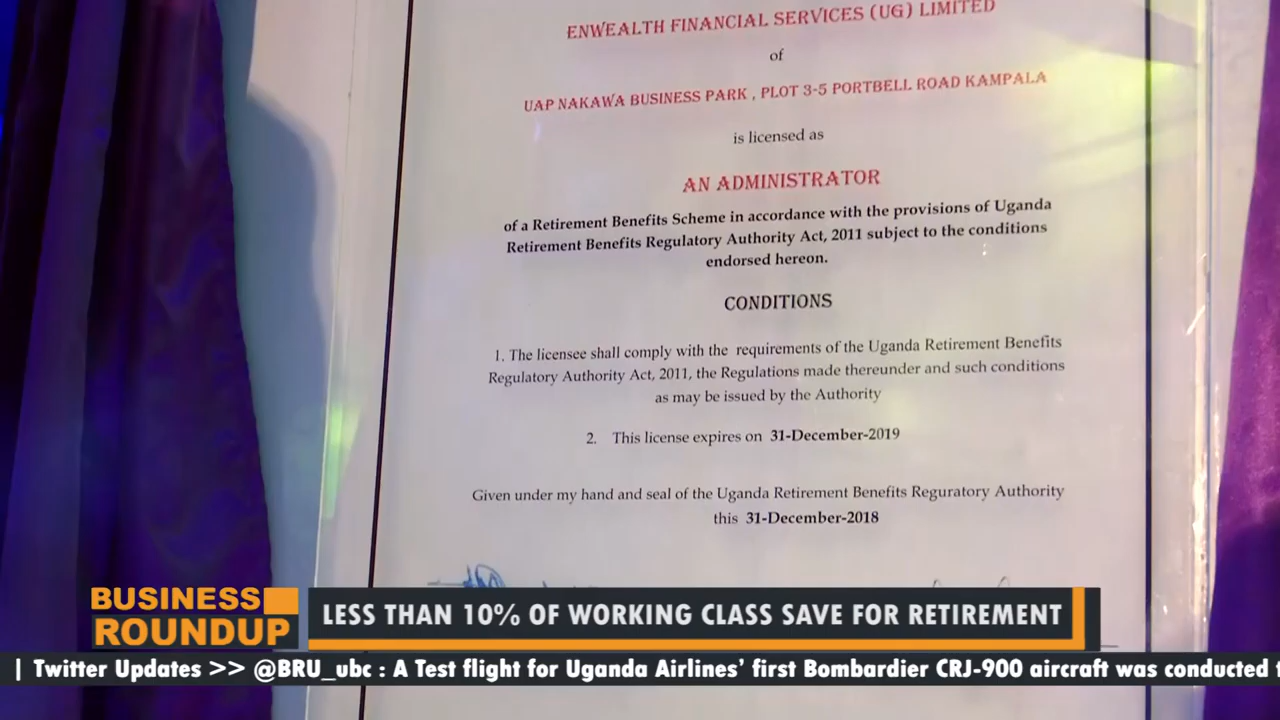 ENWEALTH FINANCIAL SERVICES (UG) LIMITED
of
UAP NAKAWA BUSINESS PARK , PLOT 3-5 PORTBELL ROAD KAMPALA
is licensed as
AN ADMINISTRATOR
of a Retirement Benefits Scheme in accordance with the provisions of Uganda
Retirement Benefits Regulatory Authority Act, 2011 subject to the conditions
endorsed hereon.
CONDITIONS
1. The licensee shall comply with the requirements of the Uganda Retirement Benefits
Regulatory Authority Act, 2011, the Regulations made thereunder and such conditions
as may be issued by the Authority
2. This license expires on 31-December-2019
Given under my hand and seal of the Uganda Retirement Benefits Reguratory Authority
this 31-December-2018
BUSINESS
ROUNDUP
LESS THAN 10% OF WORKING CLASS SAVE FOR RETIREMENT
| Twitter Updates >> @BRU_ubc : A Test flight for Uganda Airlines' first Bombardier CRJ-900 aircraft was conducted